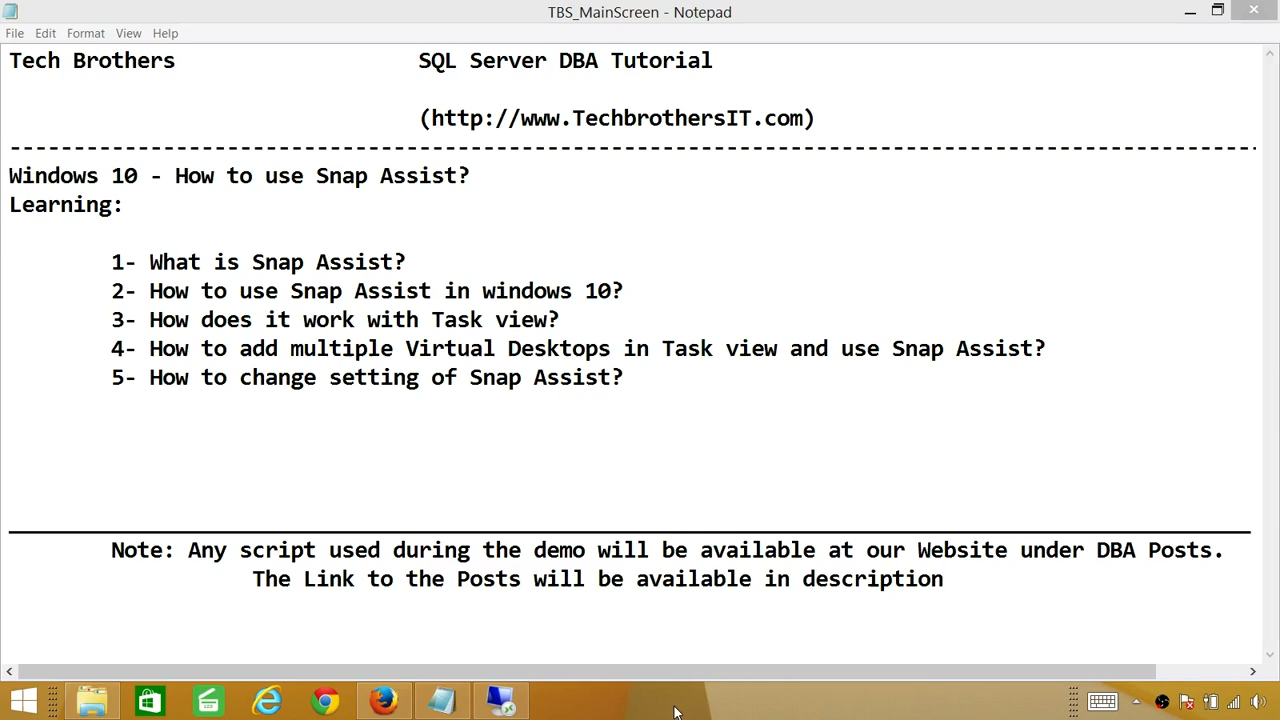 TBS_MainScreen - Notepad
File Edit Format View Help
Tech Brothers SQL Server DBA Tutorial
(http://www.TechbrothersIT.com)
--------------------------------------------------------------------------------------------------
Windows 10 - How to use Snap Assist?
Learning:
1- What is Snap Assist?
2- How to use Snap Assist in windows 10?
3- How does it work with Task view?
4- How to add multiple Virtual Desktops in Task view and use Snap Assist?
5- How to change setting of Snap Assist?
Note: Any script used during the demo will be available at our Website under DBA Posts.
The Link to the Posts will be available in description